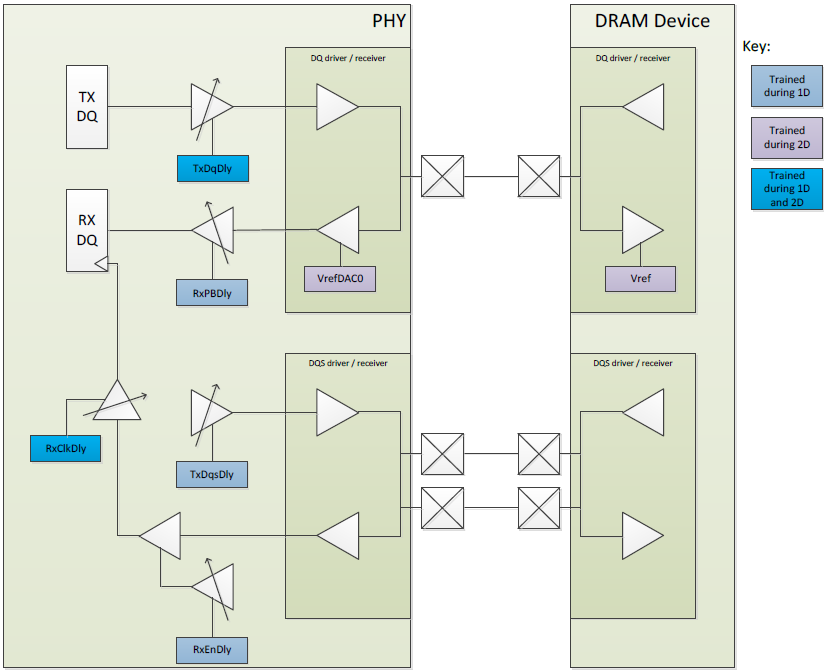 PHY
DRAM Device
Key:
DQ driver / receiver
DQ driver / receiver
TX
DQ
Trained
during 1D
Trained
during 2D
TxDqDly
Trained
during 1D
and 2D
RX
DQ
VrefDAC0
Vref
RxPBDly
DQS driver / receiver
DQS driver / receiver
RxClkDly
TxDqsDly
RxEnDly